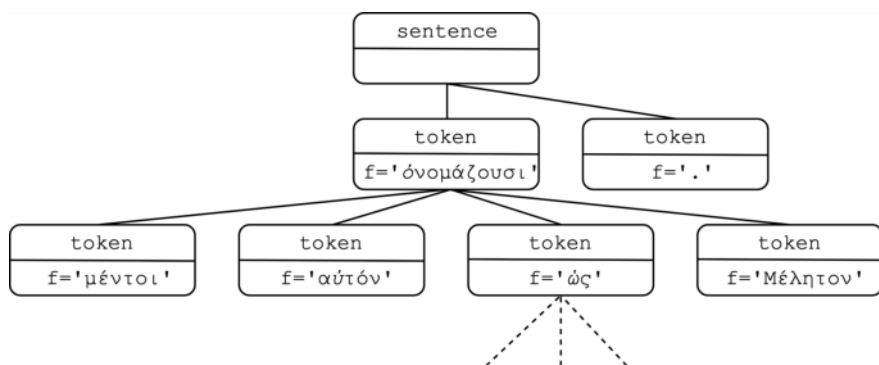 sentence
token token
f='ὀνομάζουσι' f='.'
token token token token
f='μέντοι' f='αὐτόν' f='ὡς' f='Μέλητον'